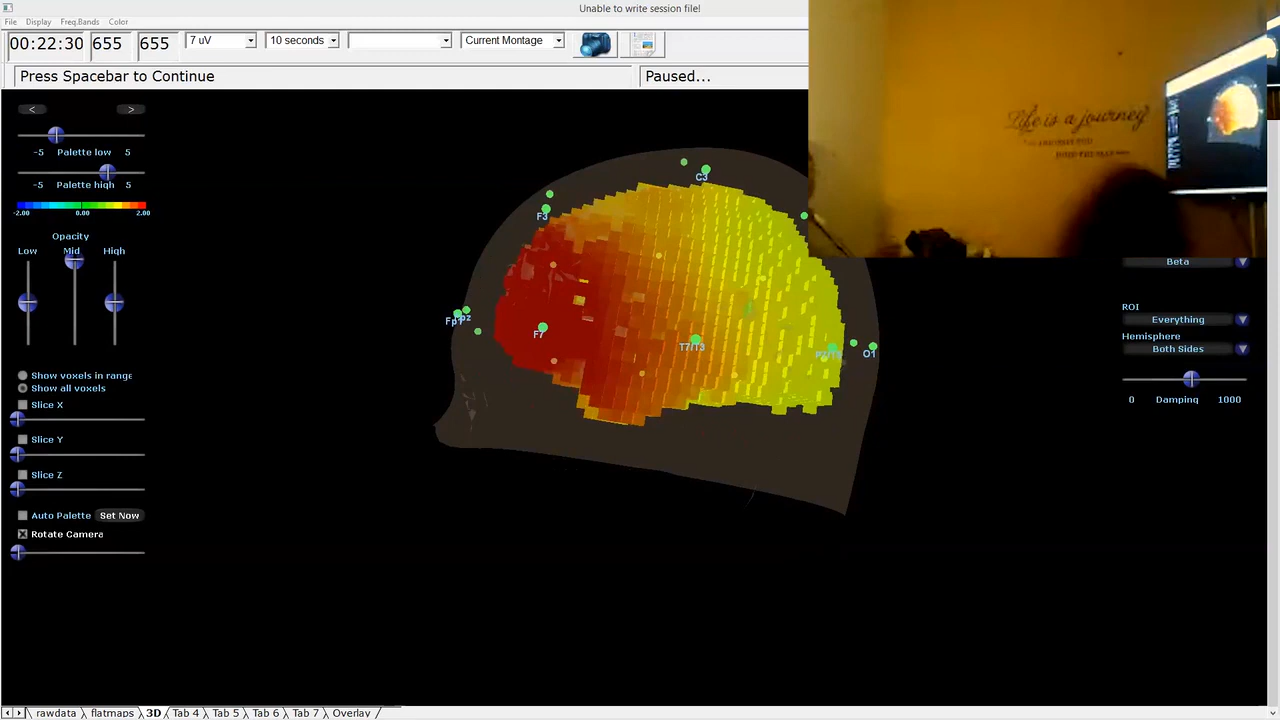 Unable to write session file!
File Display Freq.Bands Color
00:22:30 655 655 7 uV 10 seconds Current Montage
Press Spacebar to Continue Paused...
< >
-5 Palette low 5
-5 Palette high 5
-2.00 0.00 2.00
Opacity
Low Mid High
Show voxels in range
Show all voxels
Slice X
Slice Y
Slice Z
Auto Palette Set Now
Rotate Camera
C3
F3
F7
T7/T3
O1
Life is a journey
Beta
ROI
Everything
Hemisphere
Both Sides
0 Damping 1000
rawdata flatmaps 3D Tab 4 Tab 5 Tab 6 Tab 7 Overlay